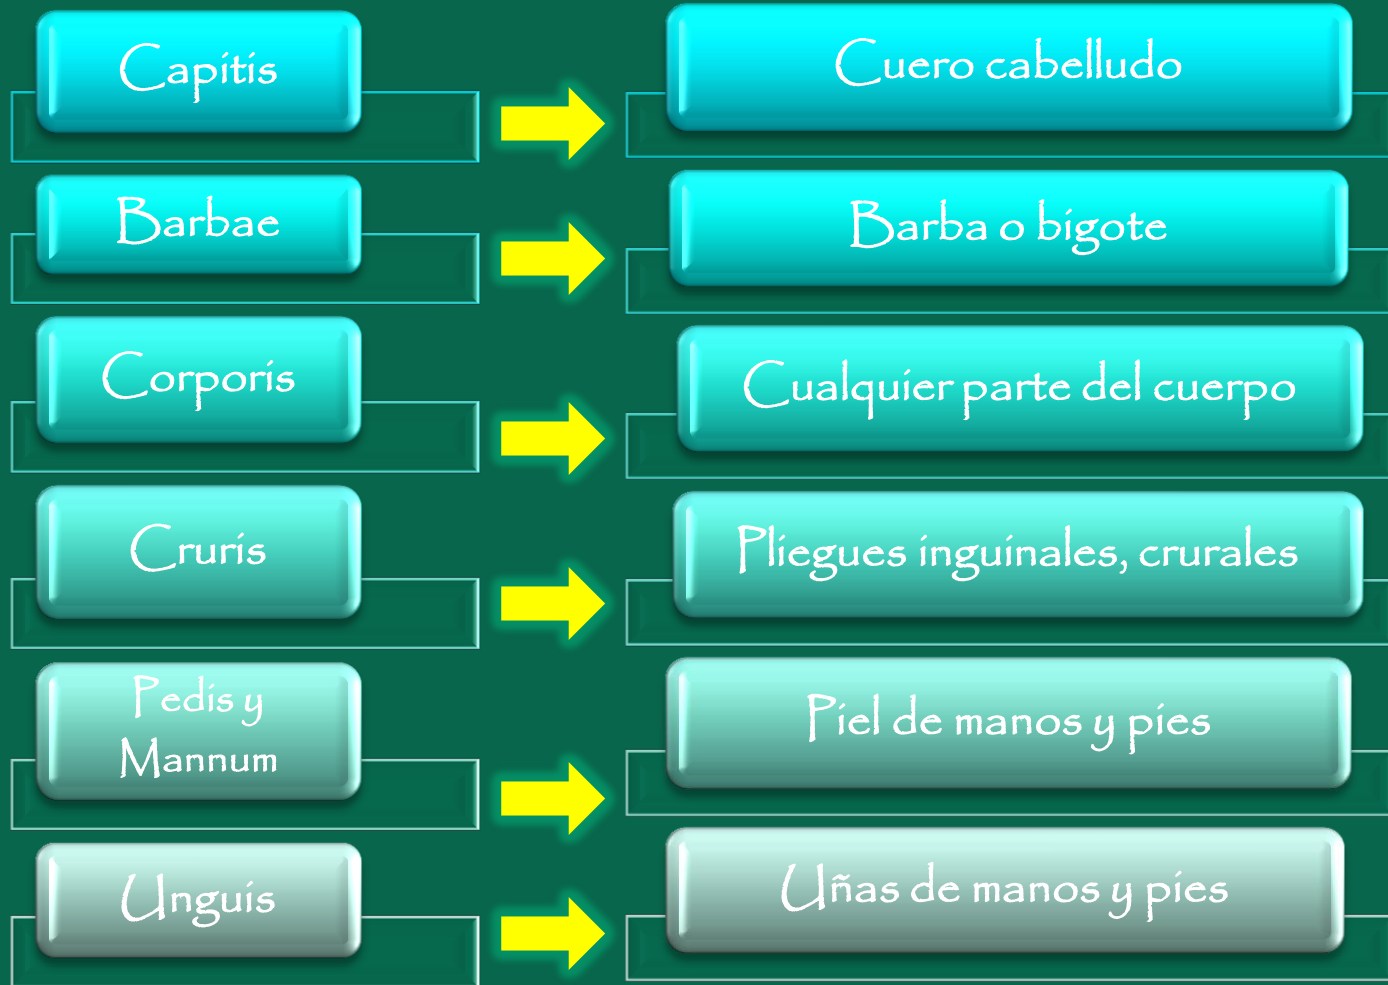 Capitis
Cuero cabelludo
Barbae
Barba o bigote
Corporis
Cualquier parte del cuerpo
Cruris
Pliegues inguinales, crurales
Pedis y
Mannum
Piel de manos y pies
Unguis
Uñas de manos y pies